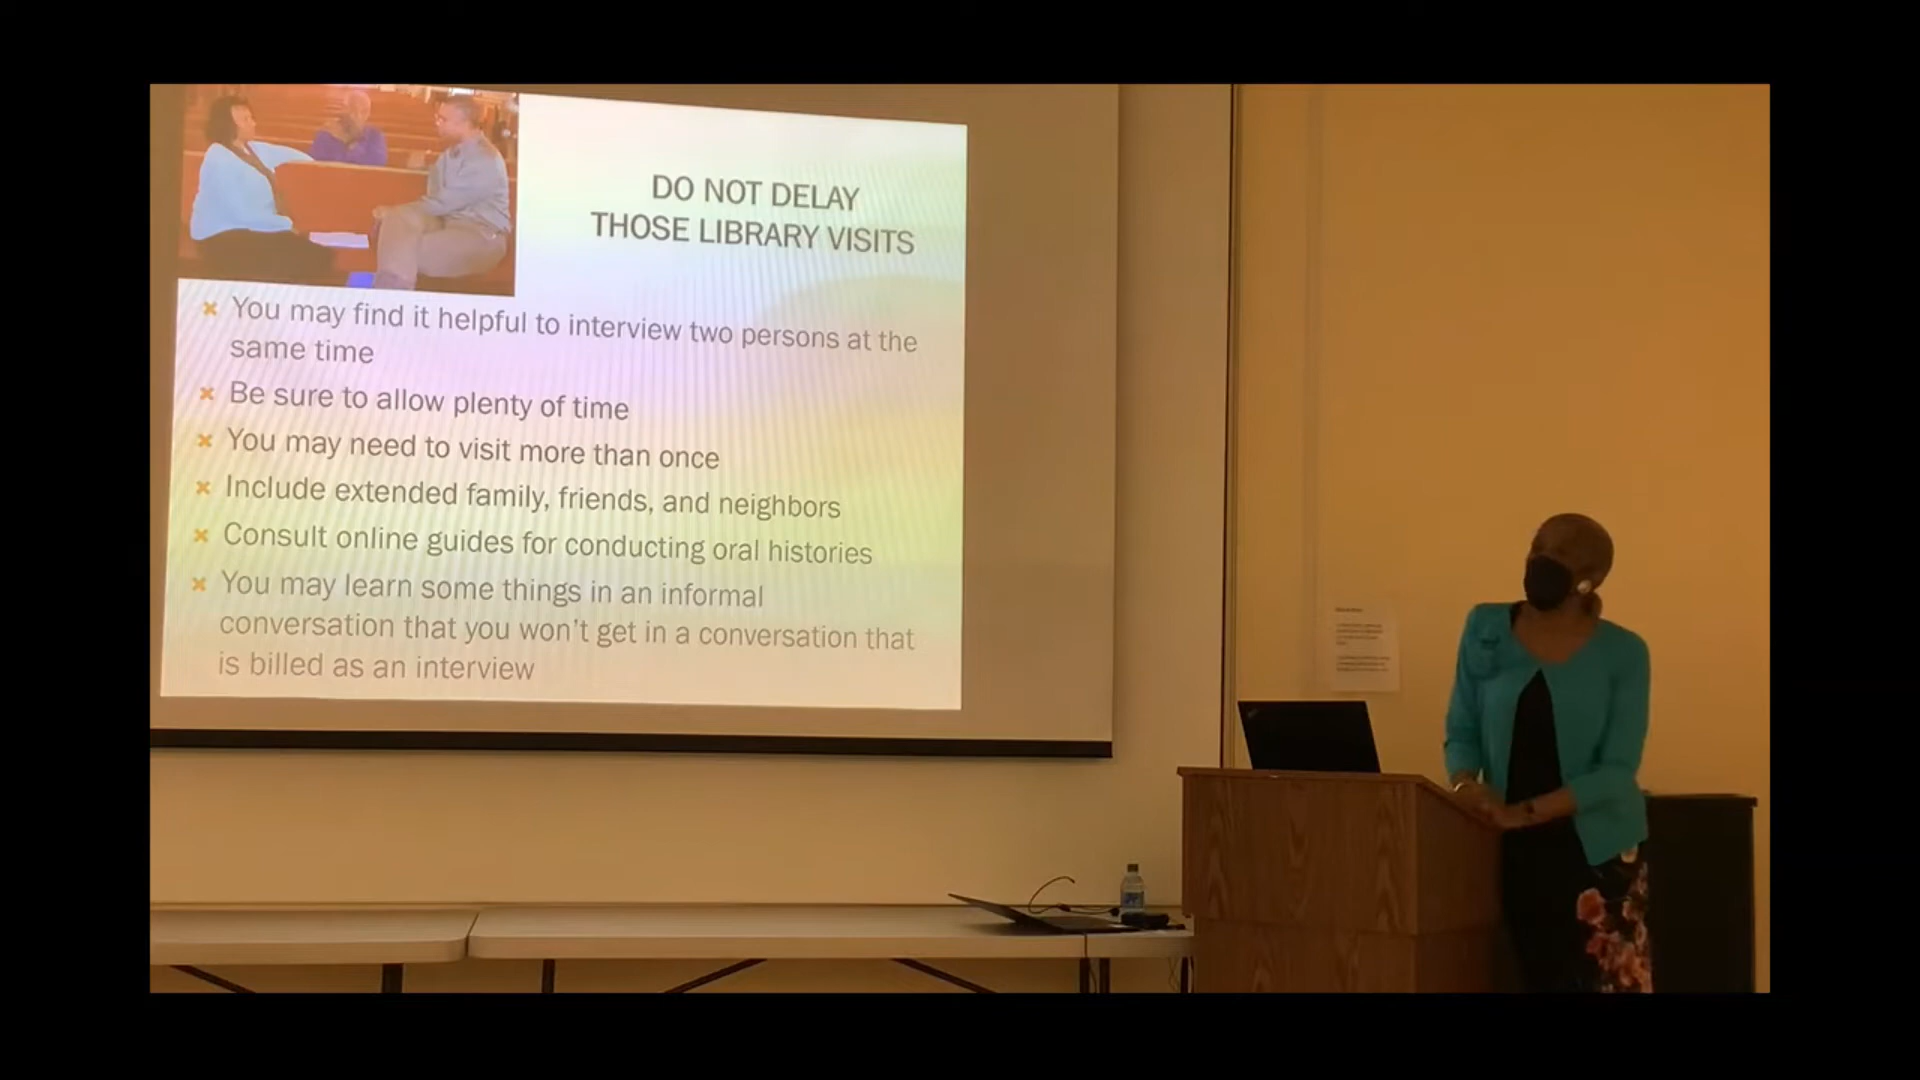 DO NOT DELAY
THOSE LIBRARY VISITS
You may find it helpful to interview two persons at the
same time
Be sure to allow plenty of time
You may need to visit more than once
Include extended family, friends, and neighbors
Consult online guides for conducting oral histories
You may learn some things in an informal
conversation that you won't get in a conversation that
is billed as an interview